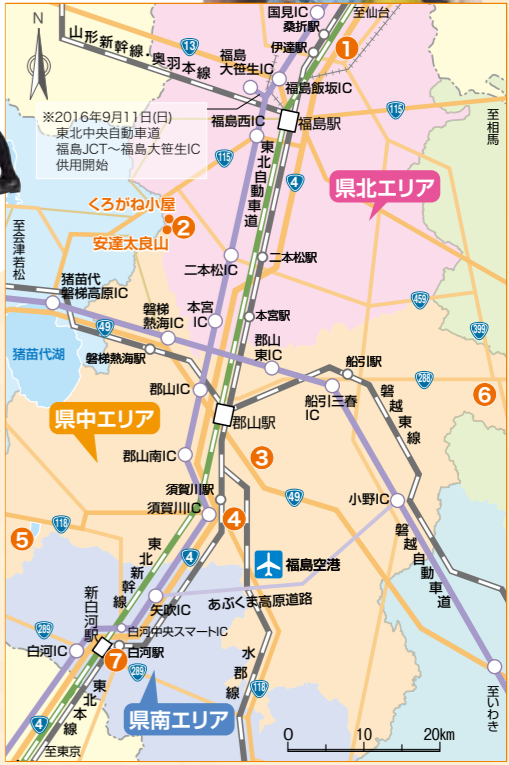 国見IC
桑折駅
至仙台
N
山形新幹線・奥羽本線
13
福島
大笹生IC
伊達駅
1
福島飯坂IC
※2016年9月11日(日)
東北中央自動車道
福島JCT〜福島大笹生IC
供用開始
福島西IC
福島駅
115
至相馬
115
東北自動車道
4
県北エリア
くろがね小屋
2
安達太良山
至会津若松
二本松IC
二本松駅
猪苗代
磐梯高原IC
49
磐梯
熱海IC
本宮
IC
本宮駅
459
399
猪苗代湖
磐梯熱海駅
郡山
東IC
船引駅
288
郡山IC
船引三春
IC
磐越東線
6
県中エリア
郡山駅
郡山南IC
3
須賀川駅
49
小野IC
118
須賀川IC
4
5
東北新幹線
4
福島空港
磐越自動車道
新白河駅
矢吹IC
あぶくま高原道路
289
白河中央スマートIC
白河IC
7
白河駅
289
水郡線
118
県南エリア
東北本線
4
至いわき
至東京
0 10 20km